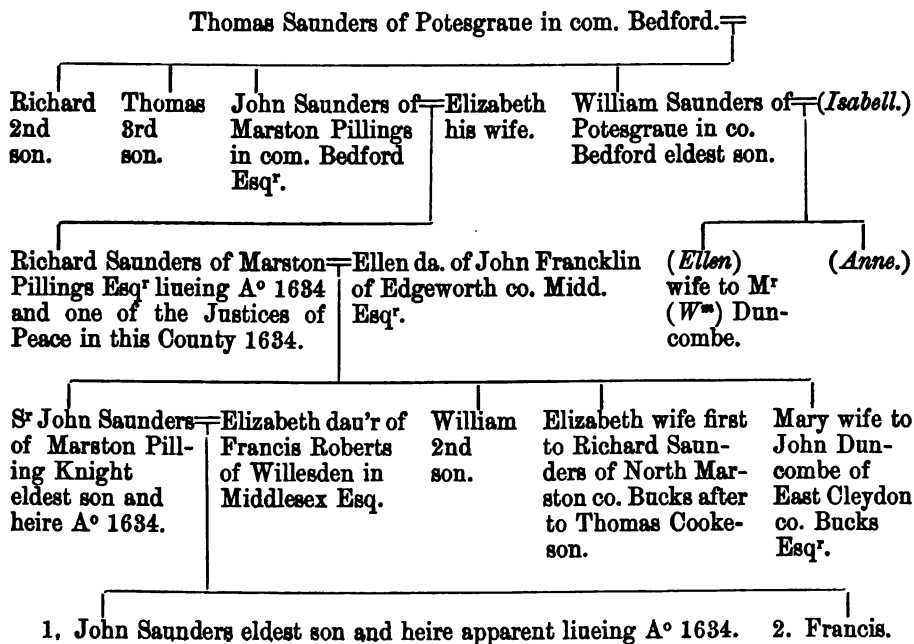 Thomas Saunders of Potesgraue in com. Bedford.
Richard
2nd
son.
Thomas
3rd
son.
John Saunders of
Marston Pillings
in com. Bedford
Esqʳ.
Elizabeth
his wife.
William Saunders of
Potesgraue in co.
Bedford eldest son.
(Isabell.)
Richard Saunders of Marston
Pillings Esqʳ liueing Aº 1634
and one of the Justices of
Peace in this County 1634.
Ellen da. of John Francklin
of Edgeworth co. Midd.
Esqʳ.
(Ellen)
wife to Mʳ
(Wᵐ) Dun-
combe.
(Anne.)
Sʳ John Saunders
of Marston Pill-
ing Knight
eldest son and
heire Aº 1634.
Elizabeth dau'r of
Francis Roberts
of Willesden in
Middlesex Esq.
William
2nd
son.
Elizabeth wife first
to Richard Saun-
ders of North Mar-
ston co. Bucks after
to Thomas Cooke-
son.
Mary wife to
John Dun-
combe of
East Cleydon
co. Bucks
Esqʳ.
1. John Saunders eldest son and heire apparent liueing Aº 1634.
2. Francis.